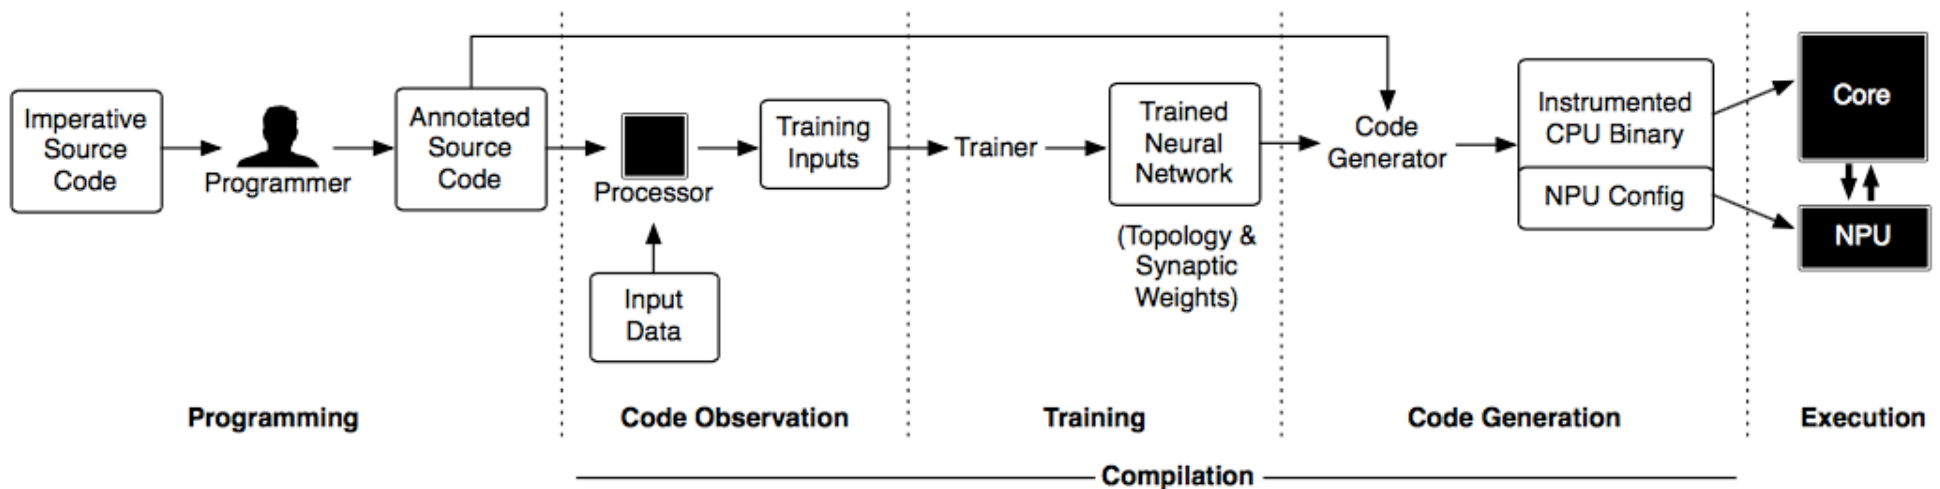 Imperative
Source
Code
Programmer
Annotated
Source
Code
Processor
Input
Data
Training
Inputs
Trainer
Trained
Neural
Network
(Topology &
Synaptic
Weights)
Code
Generator
Instrumented
CPU Binary
NPU Config
Core
NPU
Programming
Code Observation
Training
Code Generation
Execution
Compilation